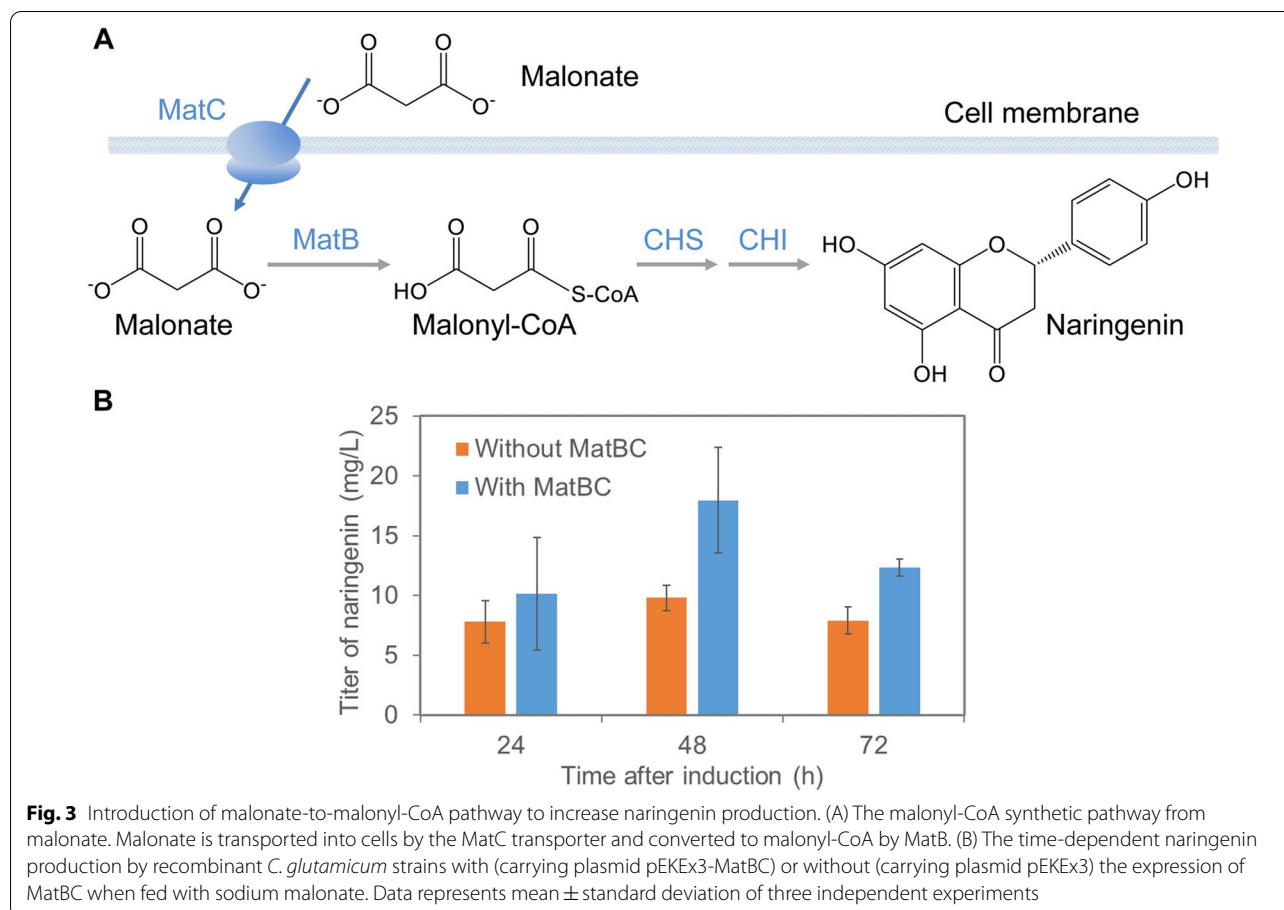 A
Malonate
O
O
-O
O-
MatC
Cell membrane
O
O
-O
O-
Malonate
MatB
O
O
HO
S-CoA
Malonyl-CoA
CHS
CHI
OH
HO
O
OH
O
Naringenin
B
Titer of naringenin (mg/L)
25
20
15
10
5
0
Without MatBC
With MatBC
24
48
72
Time after induction (h)
Fig. 3 Introduction of malonate-to-malonyl-CoA pathway to increase naringenin production. (A) The malonyl-CoA synthetic pathway from
malonate. Malonate is transported into cells by the MatC transporter and converted to malonyl-CoA by MatB. (B) The time-dependent naringenin
production by recombinant C. glutamicum strains with (carrying plasmid pEKEx3-MatBC) or without (carrying plasmid pEKEx3) the expression of
MatBC when fed with sodium malonate. Data represents mean ± standard deviation of three independent experiments